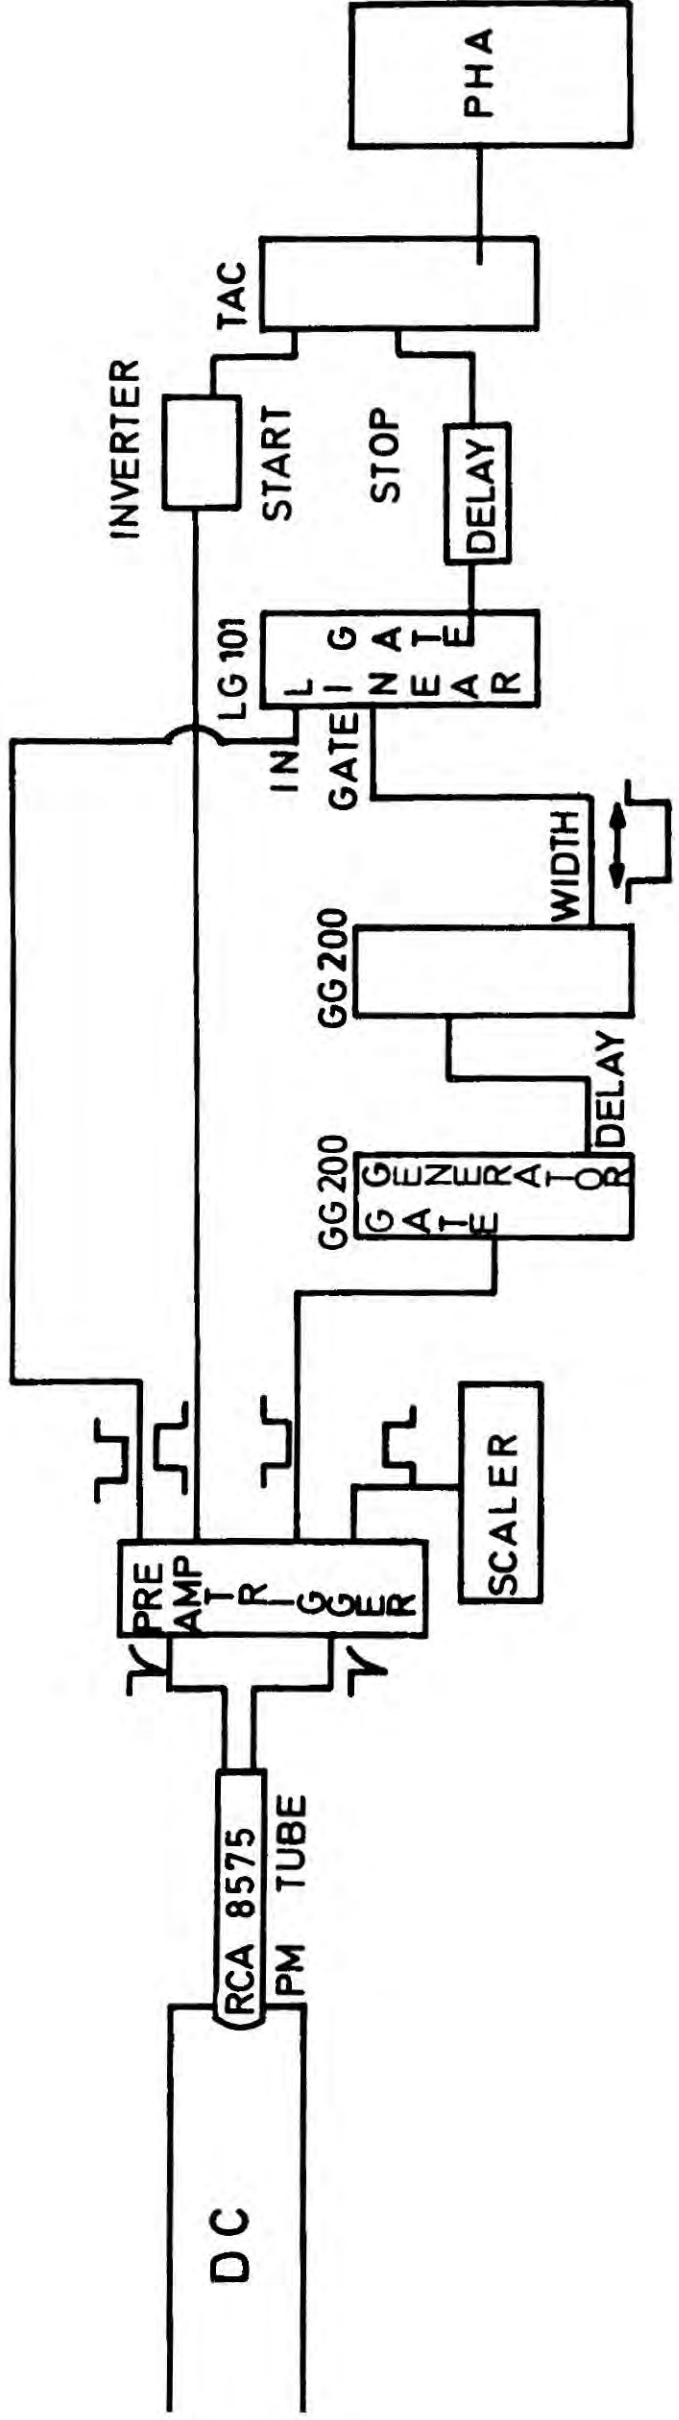 DC
RCA 8575
PM TUBE
PRE
AMP
TRIGGER
SCALER
GG 200
GATE
GENERATOR
DELAY
GG 200
WIDTH
IN
GATE
LG 101
LINEAR
GATE
INVERTER
START
STOP
DELAY
TAC
PHA